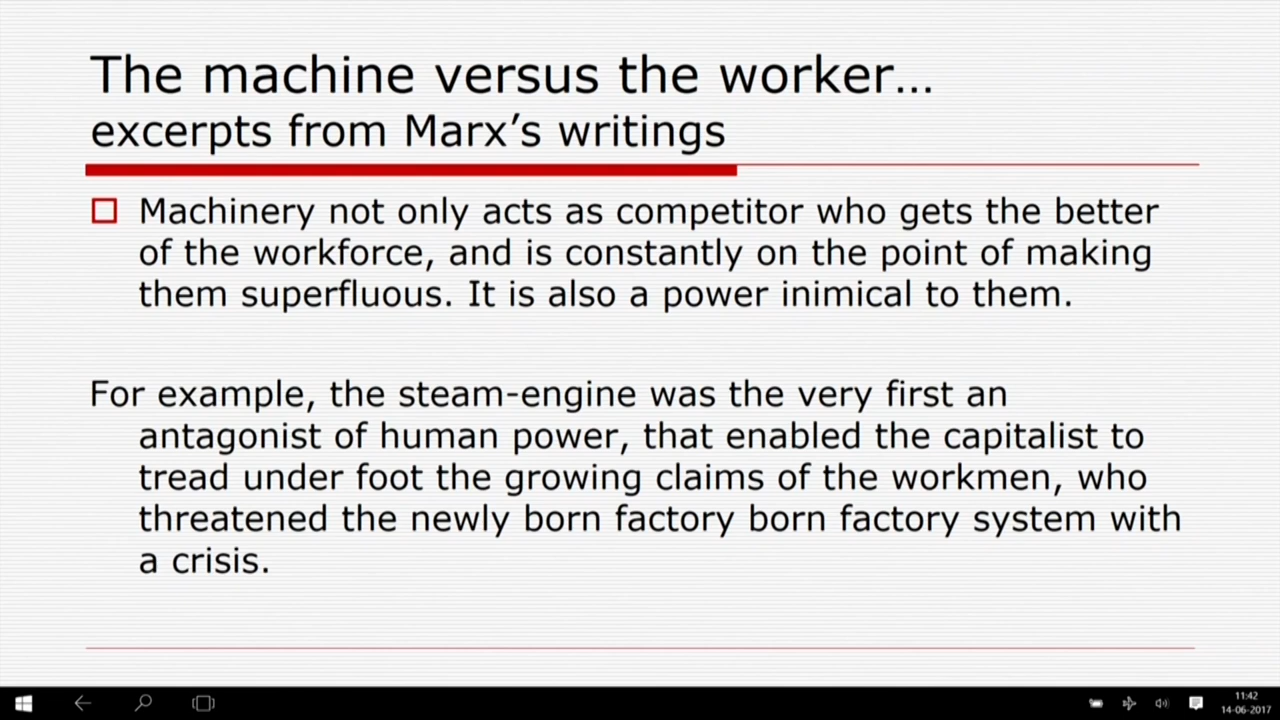 The machine versus the worker…
excerpts from Marx’s writings
Machinery not only acts as competitor who gets the better
of the workforce, and is constantly on the point of making
them superfluous. It is also a power inimical to them.
For example, the steam-engine was the very first an
antagonist of human power, that enabled the capitalist to
tread under foot the growing claims of the workmen, who
threatened the newly born factory born factory system with
a crisis.
11:42
14-06-2017